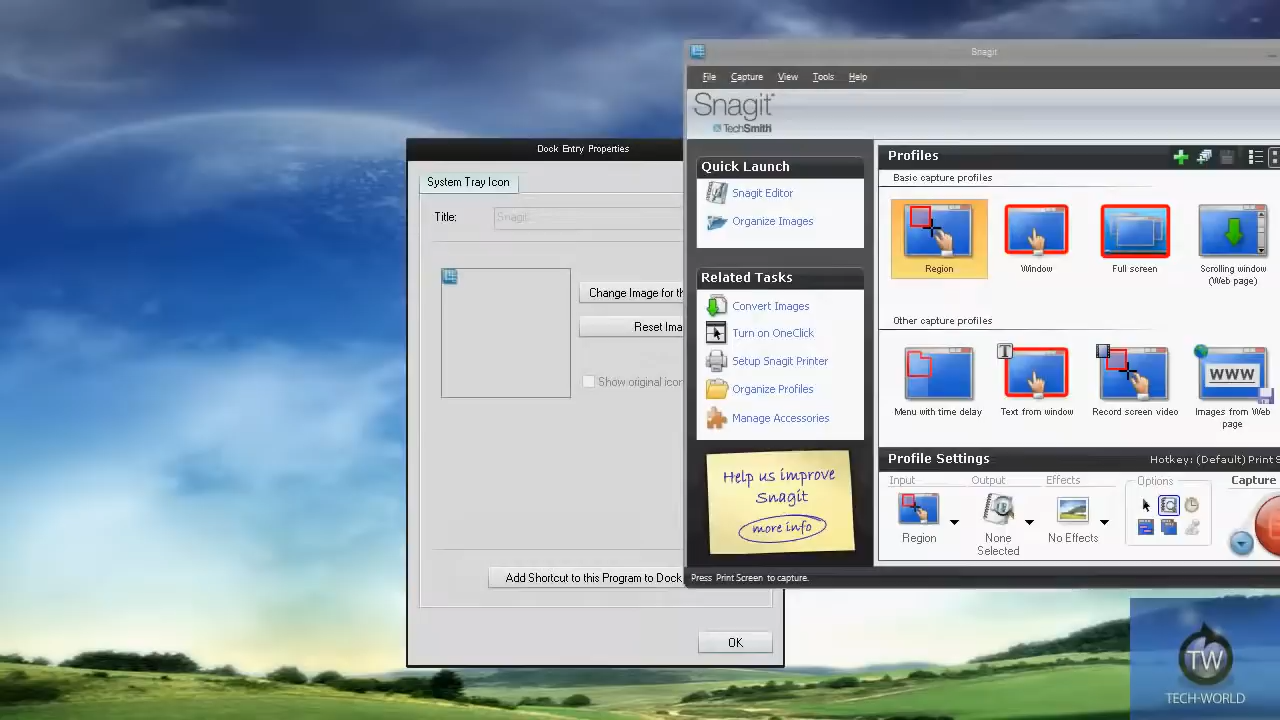 Snagit
File Capture View Tools Help
Snagit
TechSmith
Dock Entry Properties
System Tray Icon
Title: Snagit
Change Image for th
Reset Ima
Show original icon
Add Shortcut to this Program to Dock
OK
Quick Launch
Snagit Editor
Organize Images
Related Tasks
Convert Images
Turn on OneClick
Setup Snagit Printer
Organize Profiles
Manage Accessories
Help us improve
Snagit
more info
Profiles
Basic capture profiles
Region
Window
Full screen
Scrolling window
(Web page)
Other capture profiles
T
WWW
Menu with time delay
Text from window
Record screen video
Images from Web
page
Profile Settings
Hotkey: (Default) Print S
Input
Output
Effects
Options
Capture
Region
None
Selected
No Effects
Press Print Screen to capture.
TW
TECH-WORLD